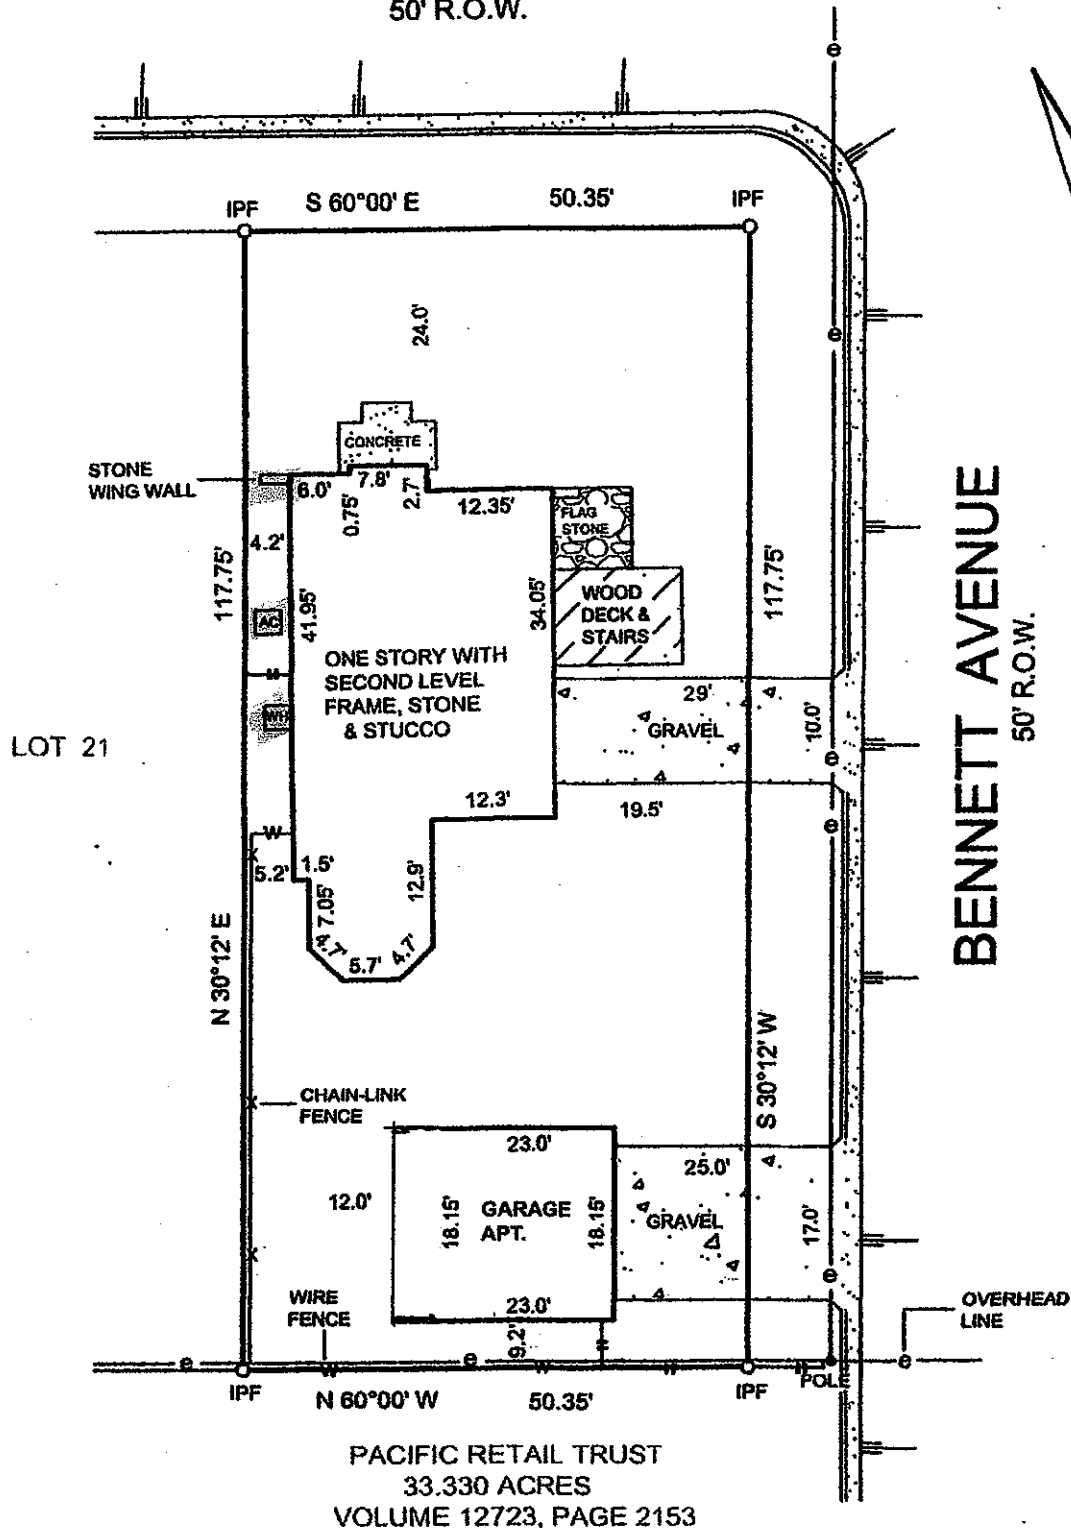 50' R.O.W.
e
IPF
S 60°00' E
50.35'
IPF
24.0'
e
CONCRETE
STONE
WING WALL
6.0'
7.8'
0.75'
2.7'
12.35'
FLAG
STONE
4.2'
117.75'
41.95'
34.05'
117.75'
AC
WOOD
DECK &
STAIRS
ONE STORY WITH
SECOND LEVEL
FRAME, STONE
& STUCCO
WH
29'
GRAVEL
10.0'
BENNETT AVENUE
50' R.O.W.
LOT 21
e
12.3'
19.5'
e
W
X
5.2'
1.5'
7.05'
12.9'
4.7'
5.7'
4.7'
N 30°12' E
S 30°12' W
X
CHAIN-LINK
FENCE
23.0'
25.0'
12.0'
18.15'
GARAGE
APT.
18.15'
GRAVEL
17.0'
X
e
WIRE
FENCE
23.0'
9.2'
OVERHEAD
LINE
e
e
W
W
W
e
POLE
IPF
N 60°00' W
50.35'
IPF
PACIFIC RETAIL TRUST
33.330 ACRES
VOLUME 12723, PAGE 2153